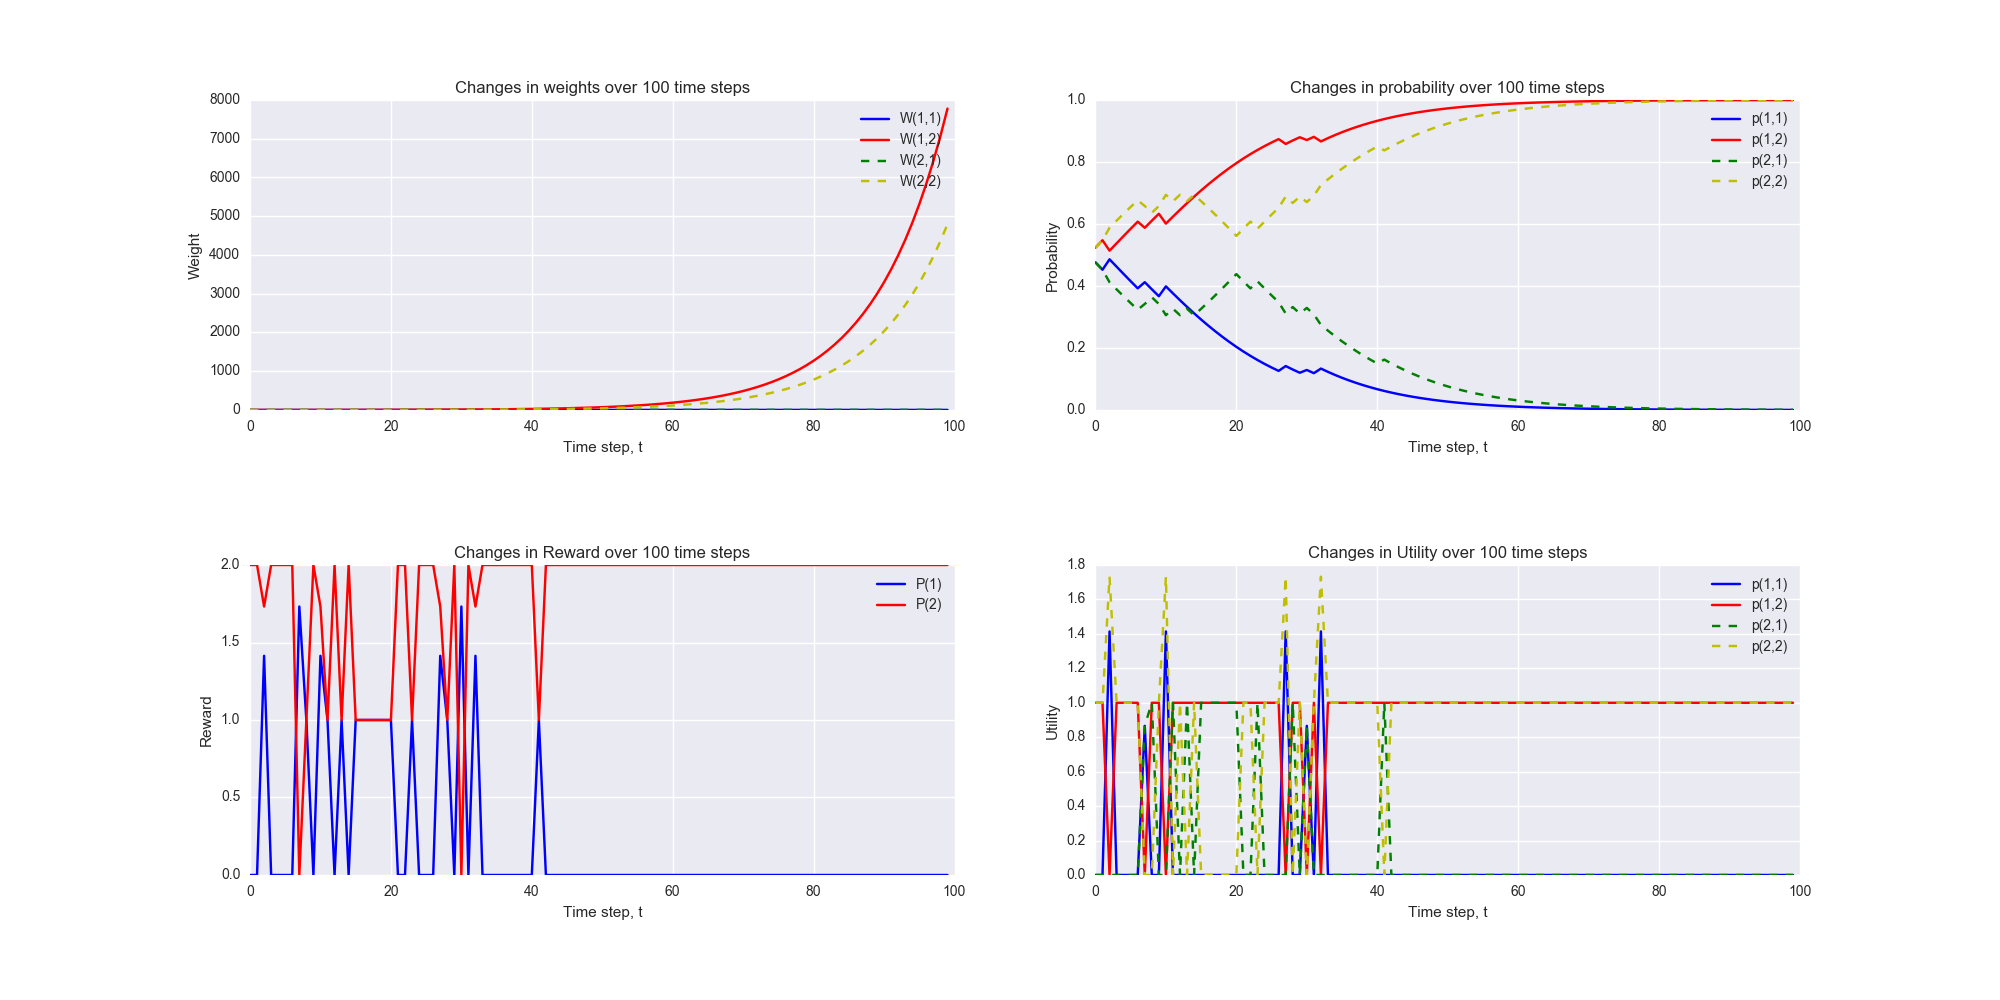 Changes in weights over 100 time steps
8000
7000
6000
5000
4000
3000
2000
1000
0
Weight
W(1,1)
W(1,2)
W(2,1)
W(2,2)
0 20 40 60 80 100
Time step, t
Changes in probability over 100 time steps
1.0
0.8
0.6
0.4
0.2
0.0
Probability
p(1,1)
p(1,2)
p(2,1)
p(2,2)
0 20 40 60 80 100
Time step, t
Changes in Reward over 100 time steps
2.0
1.5
1.0
0.5
0.0
Reward
P(1)
P(2)
0 20 40 60 80 100
Time step, t
Changes in Utility over 100 time steps
1.8
1.6
1.4
1.2
1.0
0.8
0.6
0.4
0.2
0.0
Utility
p(1,1)
p(1,2)
p(2,1)
p(2,2)
0 20 40 60 80 100
Time step, t